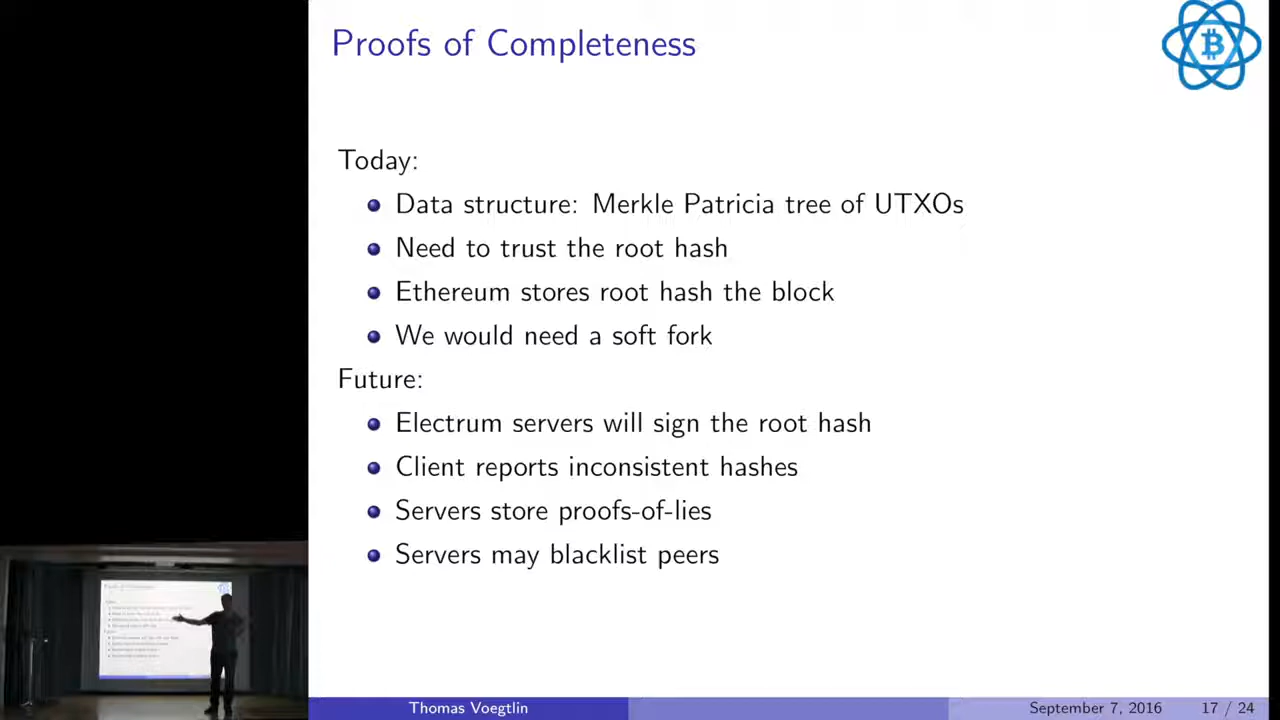 Proofs of Completeness
Today:
Data structure: Merkle Patricia tree of UTXOs
Need to trust the root hash
Ethereum stores root hash the block
We would need a soft fork
Future:
Electrum servers will sign the root hash
Client reports inconsistent hashes
Servers store proofs-of-lies
Servers may blacklist peers
Thomas Voegtlin
September 7, 2016
17 / 24